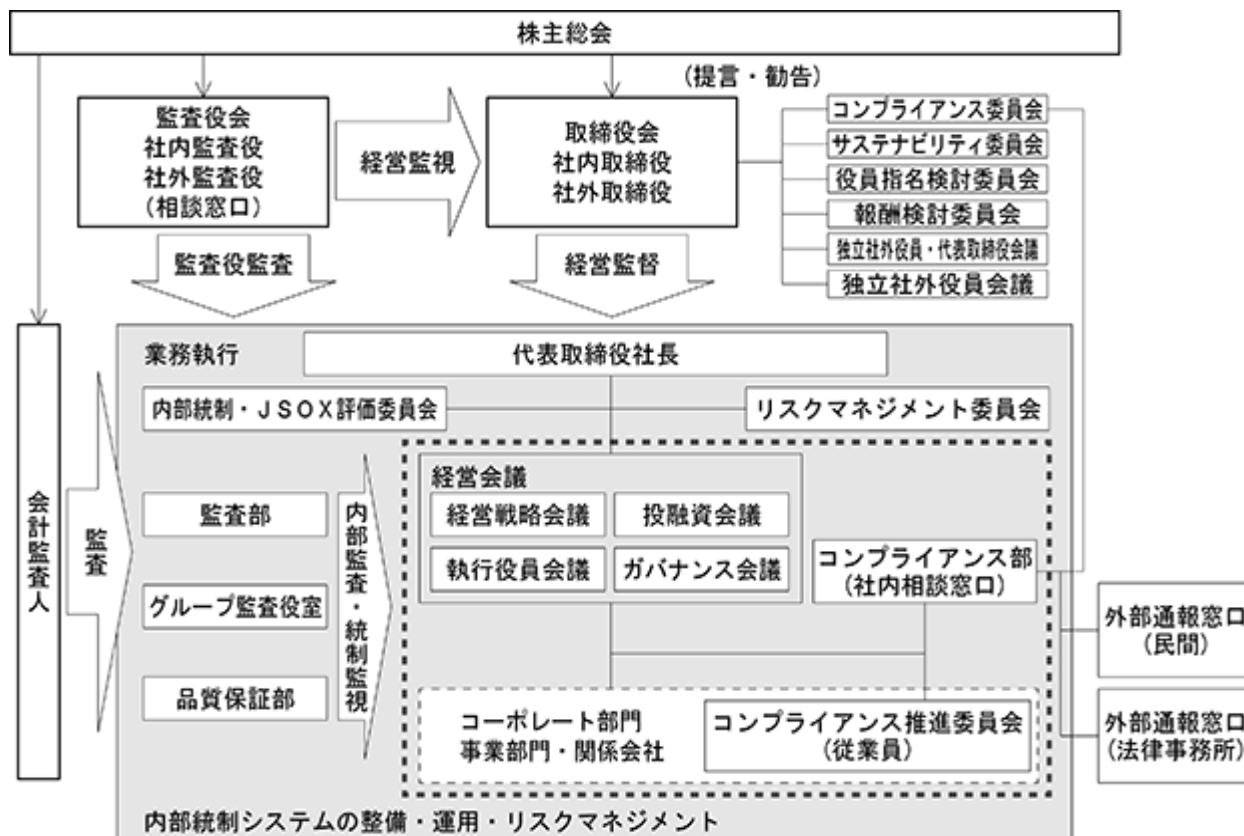 株主総会
(提言・勧告)
監査役会
社内監査役
社外監査役
(相談窓口)
経営監視
取締役会
社内取締役
社外取締役
コンプライアンス委員会
サステナビリティ委員会
役員指名検討委員会
報酬検討委員会
独立社外役員・代表取締役会議
独立社外役員会議
監査役監査
経営監督
業務執行
代表取締役社長
内部統制・ＪＳＯＸ評価委員会
リスクマネジメント委員会
会計監査人
監査
監査部
グループ監査役室
品質保証部
内部監査・統制監視
経営会議
経営戦略会議
投融資会議
執行役員会議
ガバナンス会議
コンプライアンス部
(社内相談窓口)
コーポレート部門
事業部門・関係会社
コンプライアンス推進委員会
(従業員)
外部通報窓口
(民間)
外部通報窓口
(法律事務所)
内部統制システムの整備・運用・リスクマネジメント